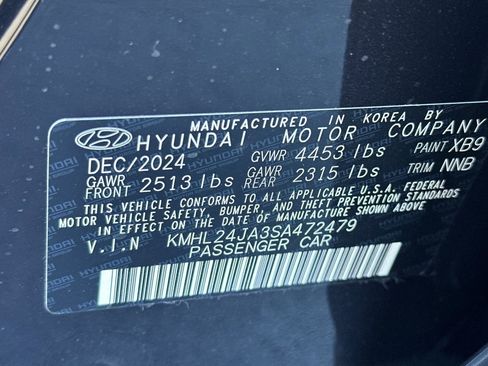 MANUFACTURED IN KOREA BY
HYUNDAI MOTOR COMPANY
DEC/2024 GVWR 4453 lbs PAINT XB9
GAWR FRONT 2513 lbs GAWR REAR 2315 lbs TRIM NNB
THIS VEHICLE CONFORMS TO ALL APPLICABLE U.S.A. FEDERAL
MOTOR VEHICLE SAFETY, BUMPER, AND THEFT PREVENTION STANDARDS
IN EFFECT ON THE DATE OF MANUFACTURE SHOWN ABOVE.
V.I.N KMHL24JA3SA472479
PASSENGER CAR